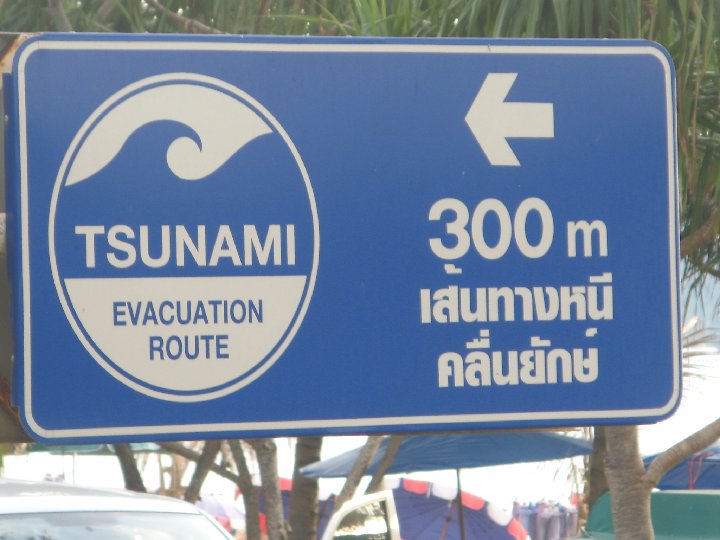 TSUNAMI
EVACUATION
ROUTE
300 m
เส้นทางหนี
คลื่นยักษ์